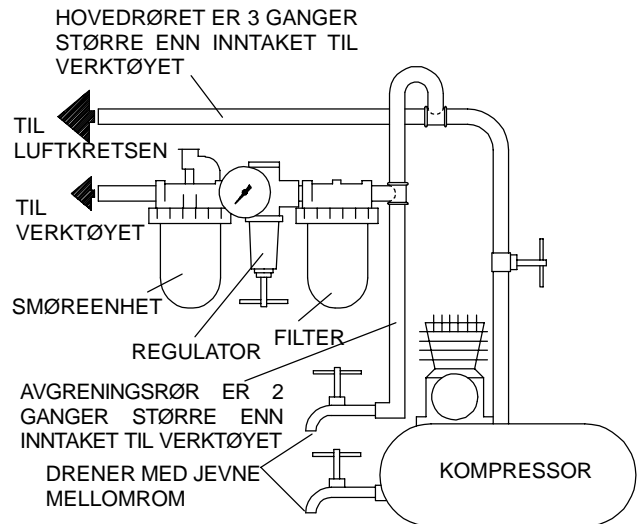 HOVEDRØRET ER 3 GANGER
STØRRE ENN INNTAKET TIL
VERKTØYET
TIL
LUFTKRETSEN
TIL
VERKTØYET
SMØREENHET
REGULATOR
FILTER
AVGRENINGSRØR ER 2
GANGER STØRRE ENN
INNTAKET TIL VERKTØYET
DRENER MED JEVNE
MELLOMROM
KOMPRESSOR